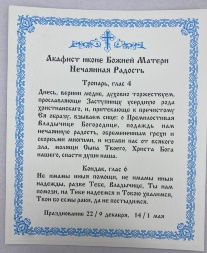 Акафист иконе Божией Матери
Нечаянная Радость
Тропарь, глас 4
Днесь, вернии людие, духовно торжествуем,
прославляюще Заступницу усердную рода
христианскаго, и, притекающе к пречистому
Ея образу, взываем сице: о Премилостивая
Владычице Богородице, подаждь нам
нечаянную радость, обремененным грехи и
скорбьми многими, и избави нас от всякого
зла, молящи Сына Твоего, Христа Бога
нашего, спасти души наша.
Кондак, глас 6
Не имамы иныя помощи, не имамы иныя
надежды, разве Тебе, Владычице, Ты нам
помози, на Тебе надеемся и Тобою хвалимся,
Твои бо есмы раби, да не постыдимся.
Празднованию 22/9 декабря, 14/1 мая